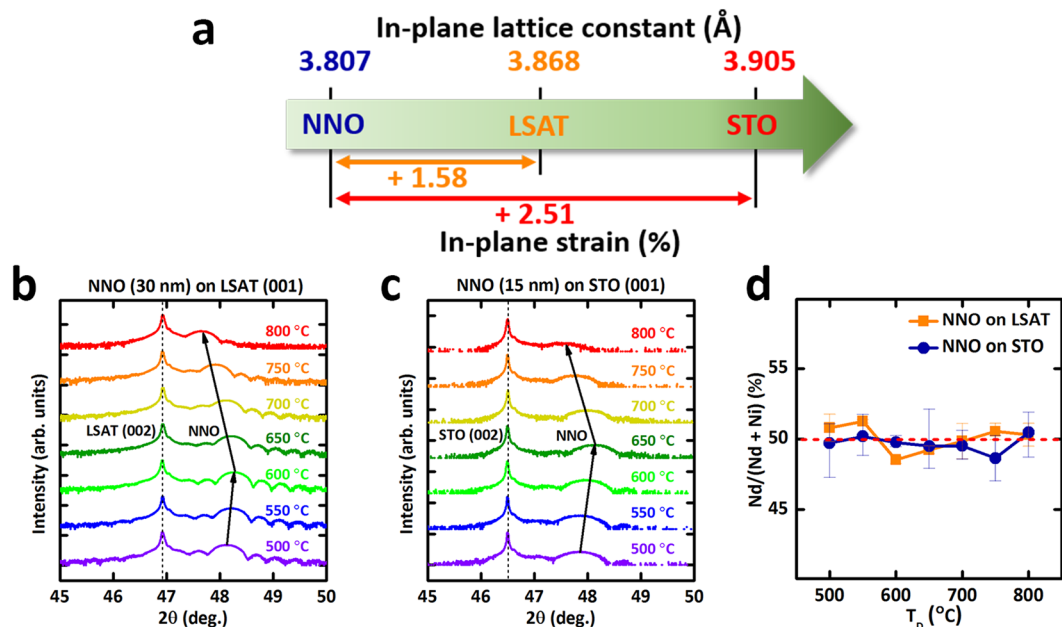 a
In-plane lattice constant (Å)
3.807 3.868 3.905
NNO LSAT STO
+ 1.58
+ 2.51
In-plane strain (%)
b
NNO (30 nm) on LSAT (001)
800 °C
750 °C
700 °C
LSAT (002) NNO 650 °C
600 °C
550 °C
500 °C
Intensity (arb. units)
45 46 47 48 49 50
2θ (deg.)
c
NNO (15 nm) on STO (001)
800 °C
750 °C
700 °C
STO (002) NNO 650 °C
600 °C
550 °C
500 °C
Intensity (arb. units)
45 46 47 48 49 50
2θ (deg.)
d
NNO on LSAT
NNO on STO
Nd/(Nd + Ni) (%)
55
50
45
500 600 700 800
T_D (°C)